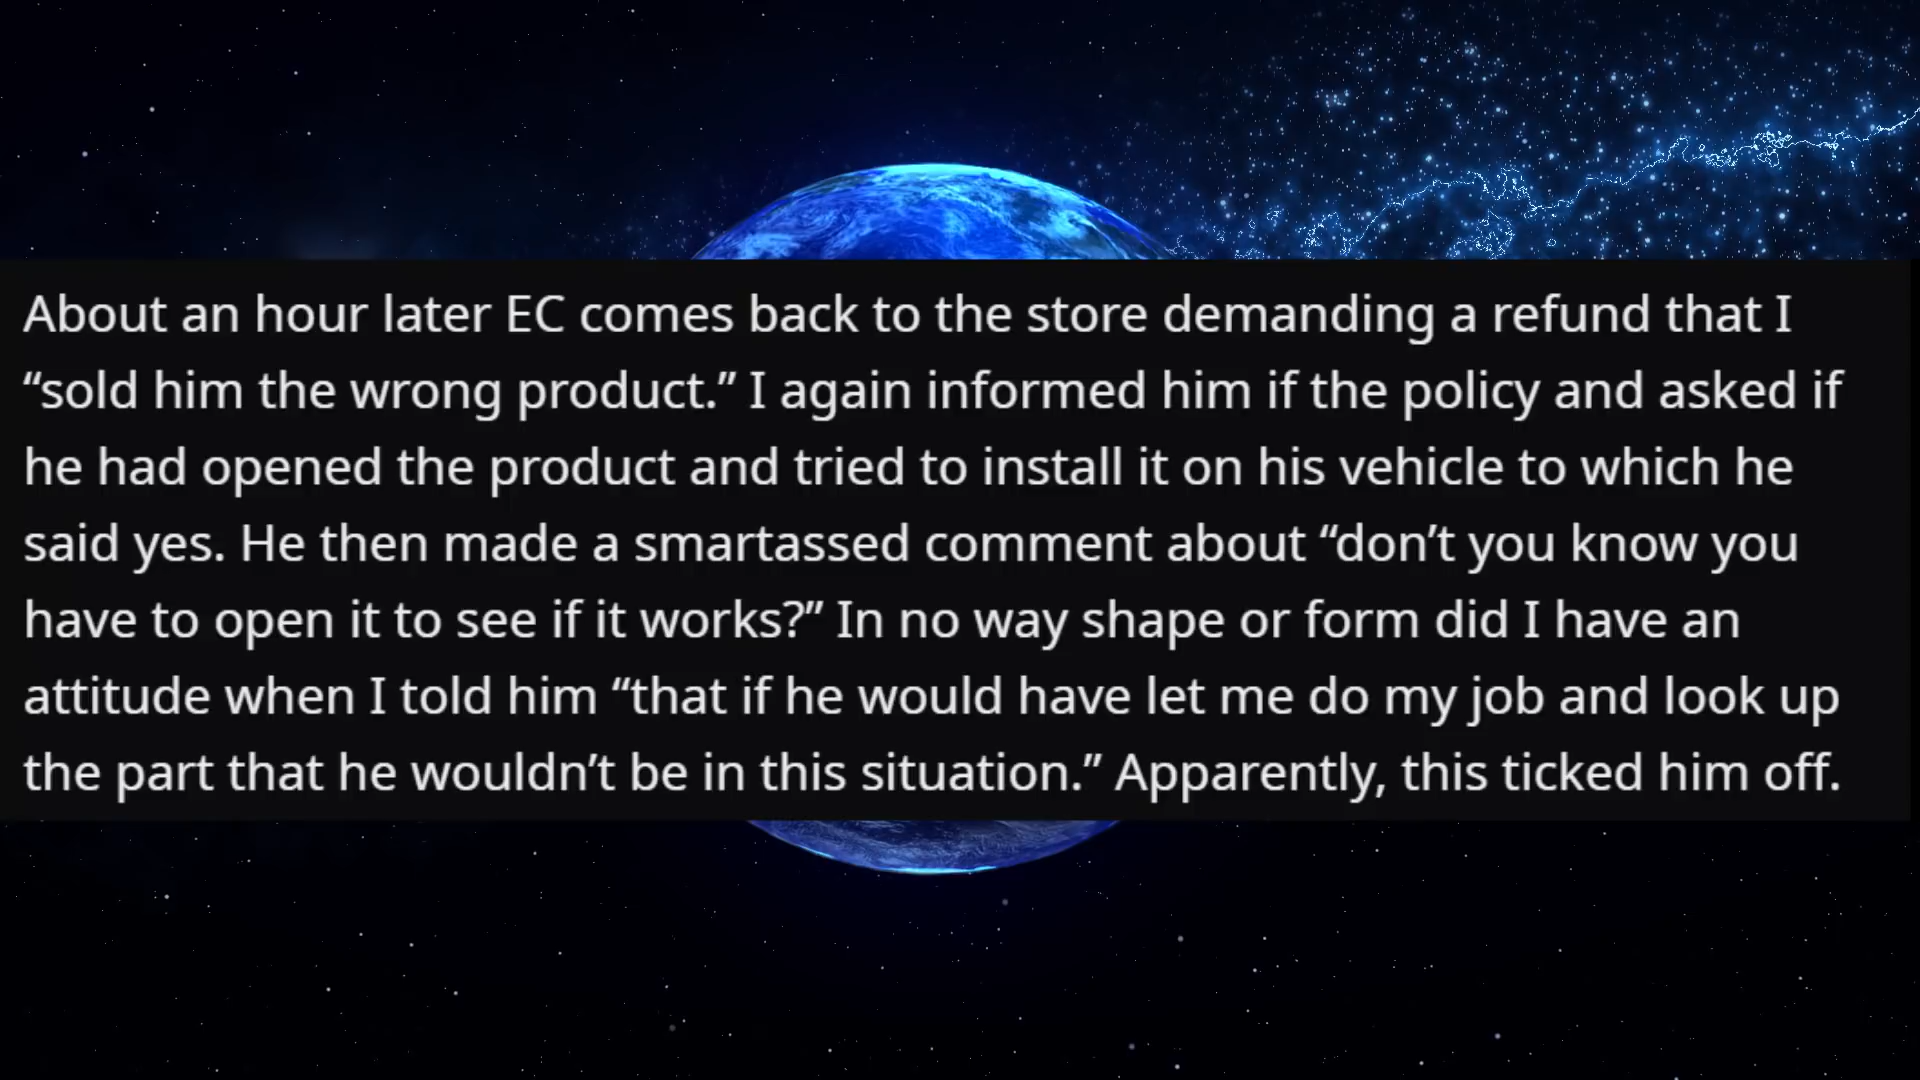 About an hour later EC comes back to the store demanding a refund that I
“sold him the wrong product.” I again informed him if the policy and asked if
he had opened the product and tried to install it on his vehicle to which he
said yes. He then made a smartassed comment about “don’t you know you
have to open it to see if it works?” In no way shape or form did I have an
attitude when I told him “that if he would have let me do my job and look up
the part that he wouldn’t be in this situation.” Apparently, this ticked him off.